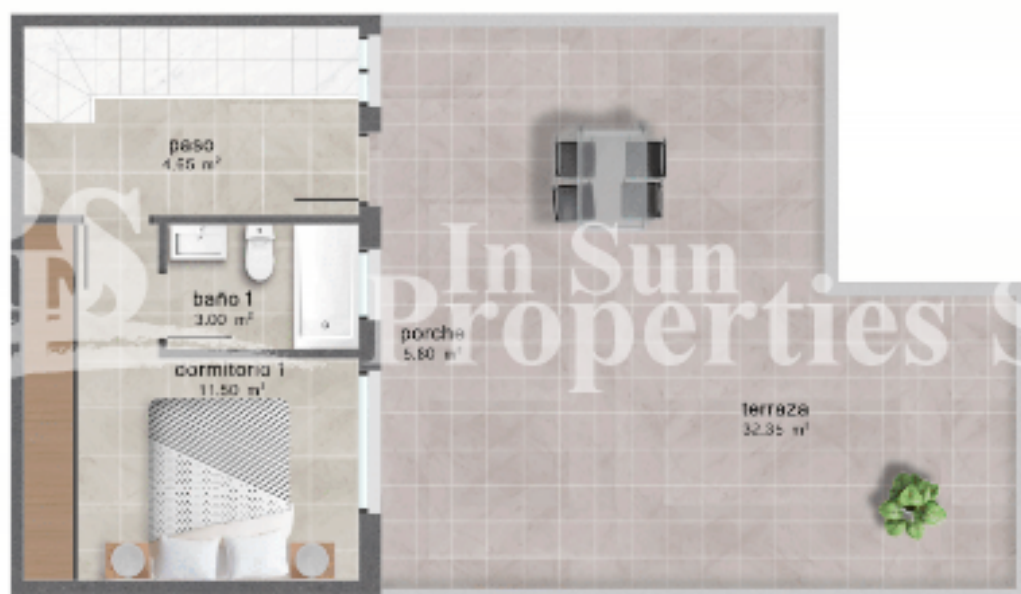 paso
4.55 m²
baño 1
3.00 m²
dormitorio 1
11.50 m²
porche
5.80 m²
terraza
32.35 m²
In Sun
Properties S
PS